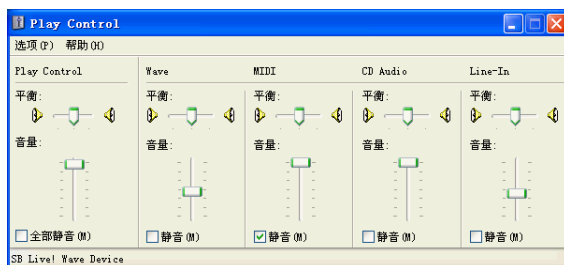 Play Control
选项(P) 帮助(H)
Play Control Wave MIDI CD Audio Line-In
平衡: 平衡: 平衡: 平衡: 平衡:
音量: 音量: 音量: 音量: 音量:
全部静音(M) 静音(M) 静音(M) 静音(M) 静音(M)
SB Live! Wave Device